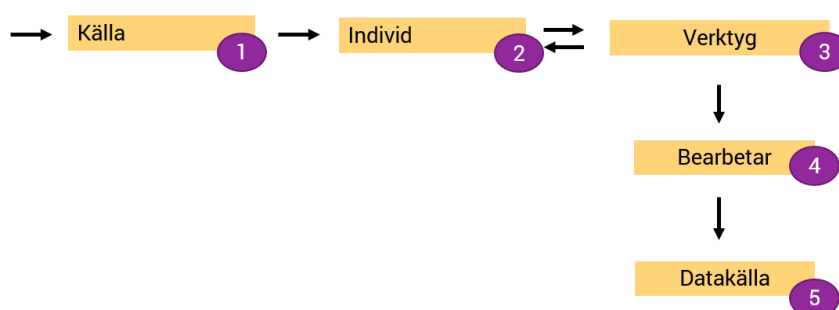 Källa
1
Individ
2
Verktyg
3
Bearbetar
4
Datakälla
5